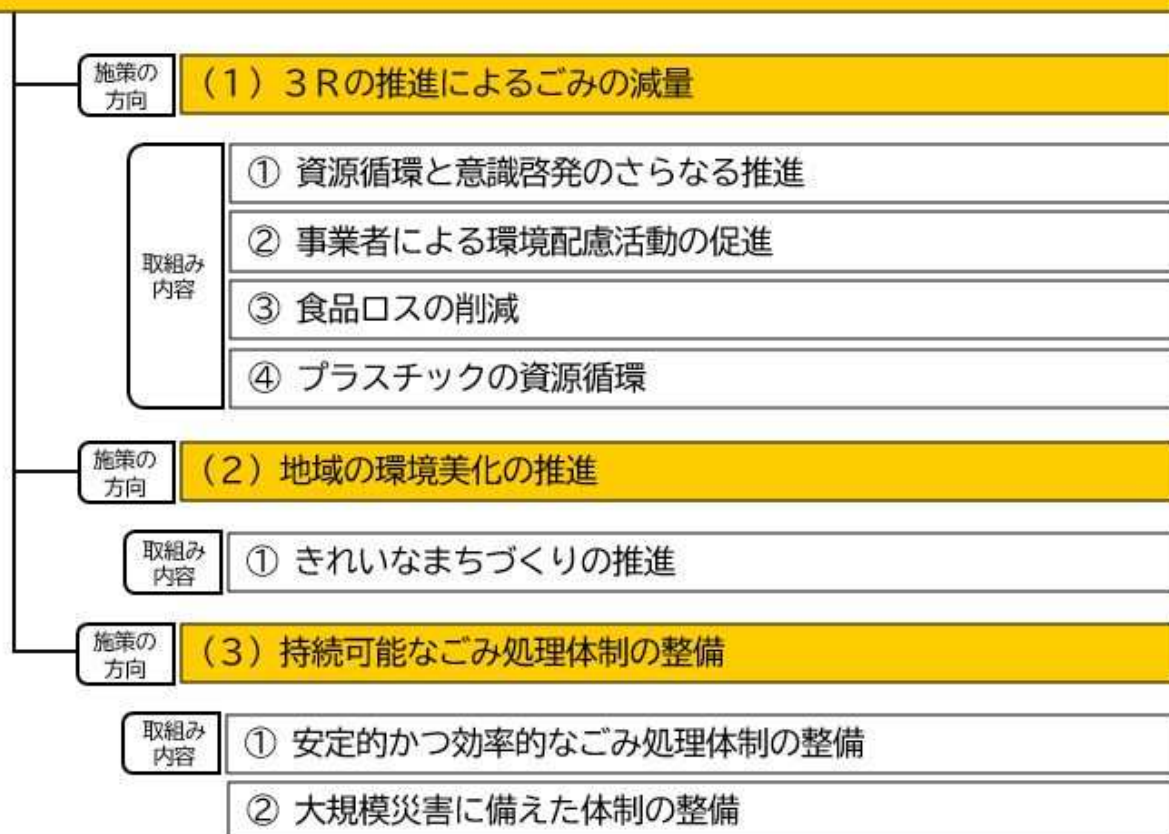 施策の
方向
（１）３Ｒの推進によるごみの減量
取組み
内容
① 資源循環と意識啓発のさらなる推進
② 事業者による環境配慮活動の促進
③ 食品ロスの削減
④ プラスチックの資源循環
施策の
方向
（２）地域の環境美化の推進
取組み
内容
① きれいなまちづくりの推進
施策の
方向
（３）持続可能なごみ処理体制の整備
取組み
内容
① 安定的かつ効率的なごみ処理体制の整備
② 大規模災害に備えた体制の整備